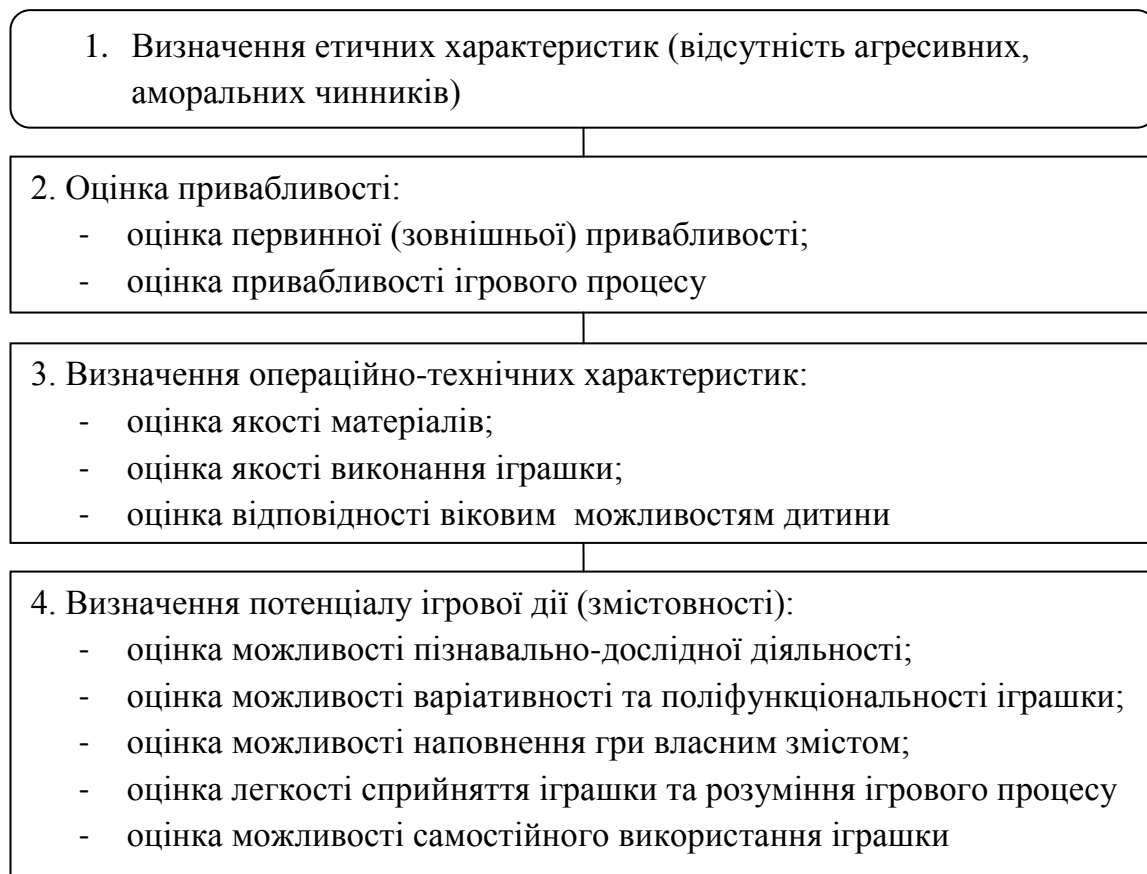 1. Визначення етичних характеристик (відсутність агресивних,
аморальних чинників)
2. Оцінка привабливості:
- оцінка первинної (зовнішньої) привабливості;
- оцінка привабливості ігрового процесу
3. Визначення операційно-технічних характеристик:
- оцінка якості матеріалів;
- оцінка якості виконання іграшки;
- оцінка відповідності віковим можливостям дитини
4. Визначення потенціалу ігрової дії (змістовності):
- оцінка можливості пізнавально-дослідної діяльності;
- оцінка можливості варіативності та поліфункціональності іграшки;
- оцінка можливості наповнення гри власним змістом;
- оцінка легкості сприйняття іграшки та розуміння ігрового процесу
- оцінка можливості самостійного використання іграшки